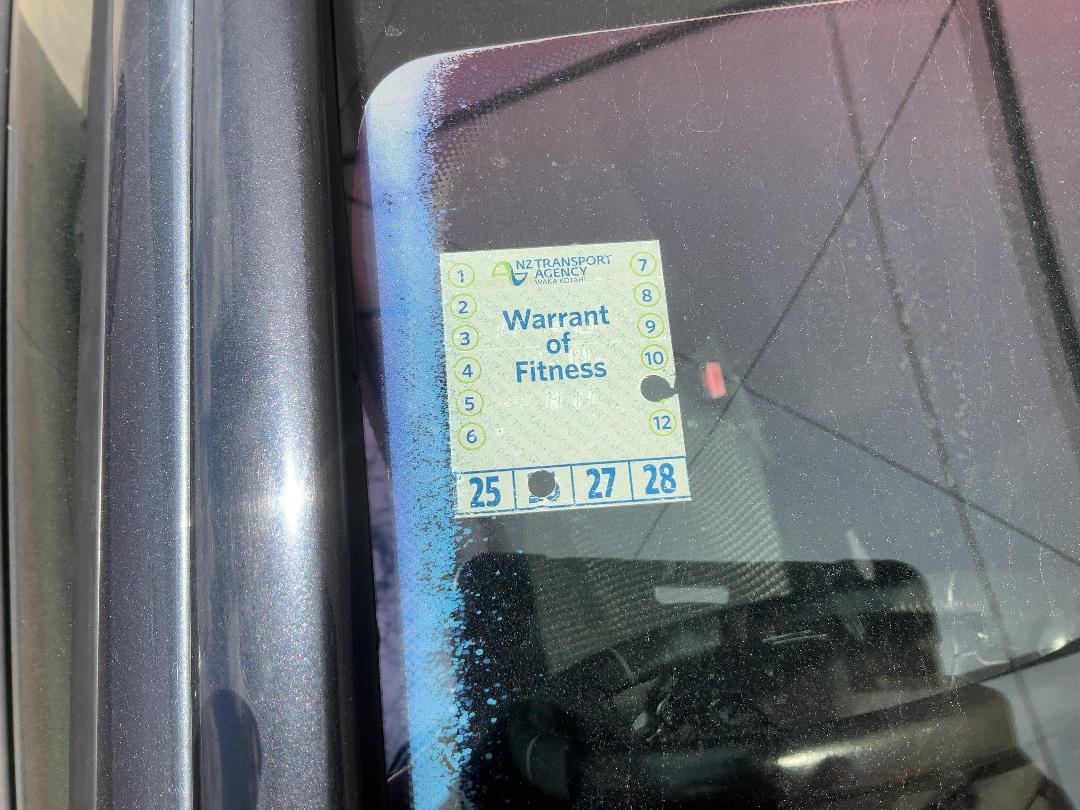 NZ TRANSPORT
AGENCY
WAKA KOTAHI
Warrant
of
Fitness
1
2
3
4
5
6
7
8
9
10
12
25
27
28